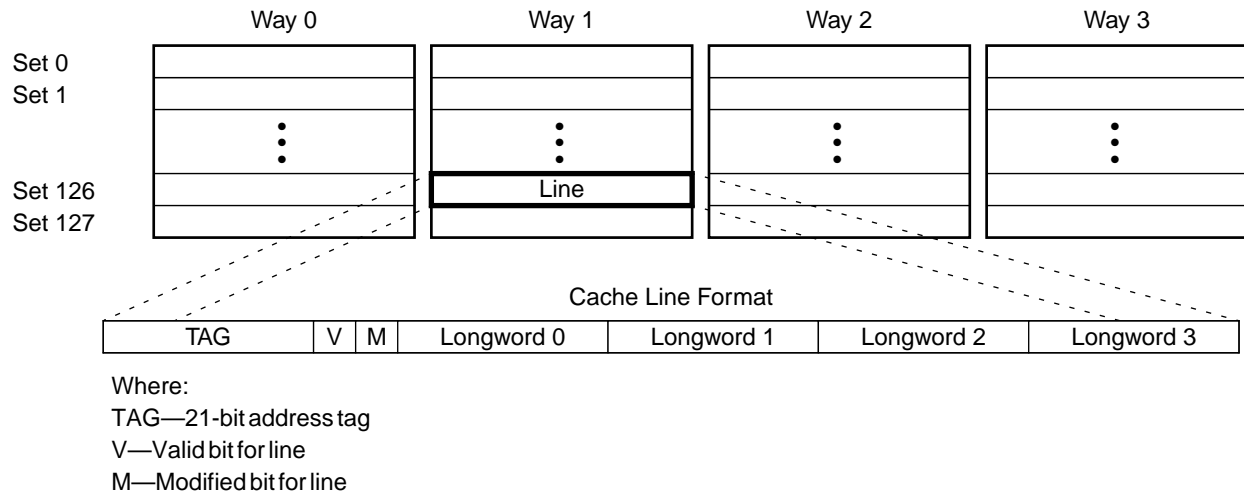 Way 0 Way 1 Way 2 Way 3
Set 0
Set 1
Set 126
Line
Set 127
Cache Line Format
TAG V M Longword 0 Longword 1 Longword 2 Longword 3
Where:
TAG—21-bit address tag
V—Valid bit for line
M—Modified bit for line